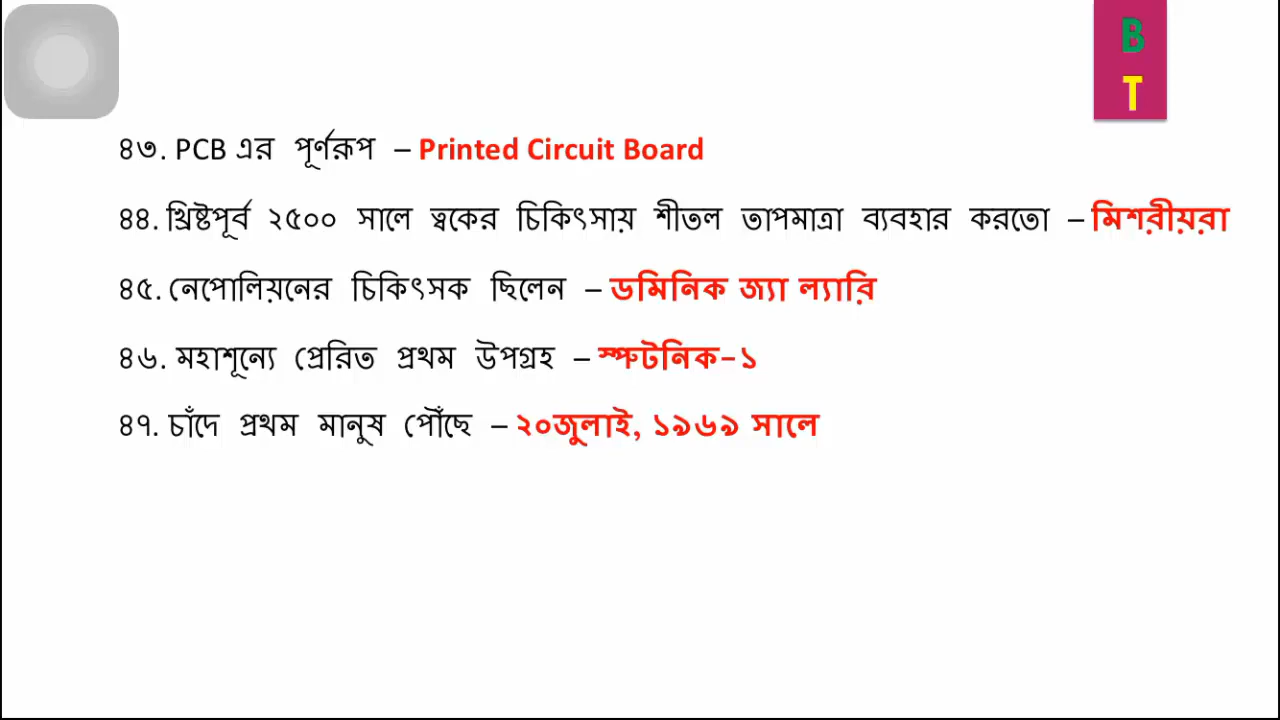 B
T
৪৩. PCB এর পূর্ণরূপ – Printed Circuit Board
৪৪. খ্রিষ্টপূর্ব ২৫০০ সালে ত্বকের চিকিৎসায় শীতল তাপমাত্রা ব্যবহার করতো – মিশরীয়রা
৪৫. নেপোলিয়নের চিকিৎসক ছিলেন – ডমিনিক জ্যা ল্যারি
৪৬. মহাশূন্যে প্রেরিত প্রথম উপগ্রহ – স্পুটনিক-১
৪৭. চাঁদে প্রথম মানুষ পৌঁছে – ২০জুলাই, ১৯৬৯ সালে